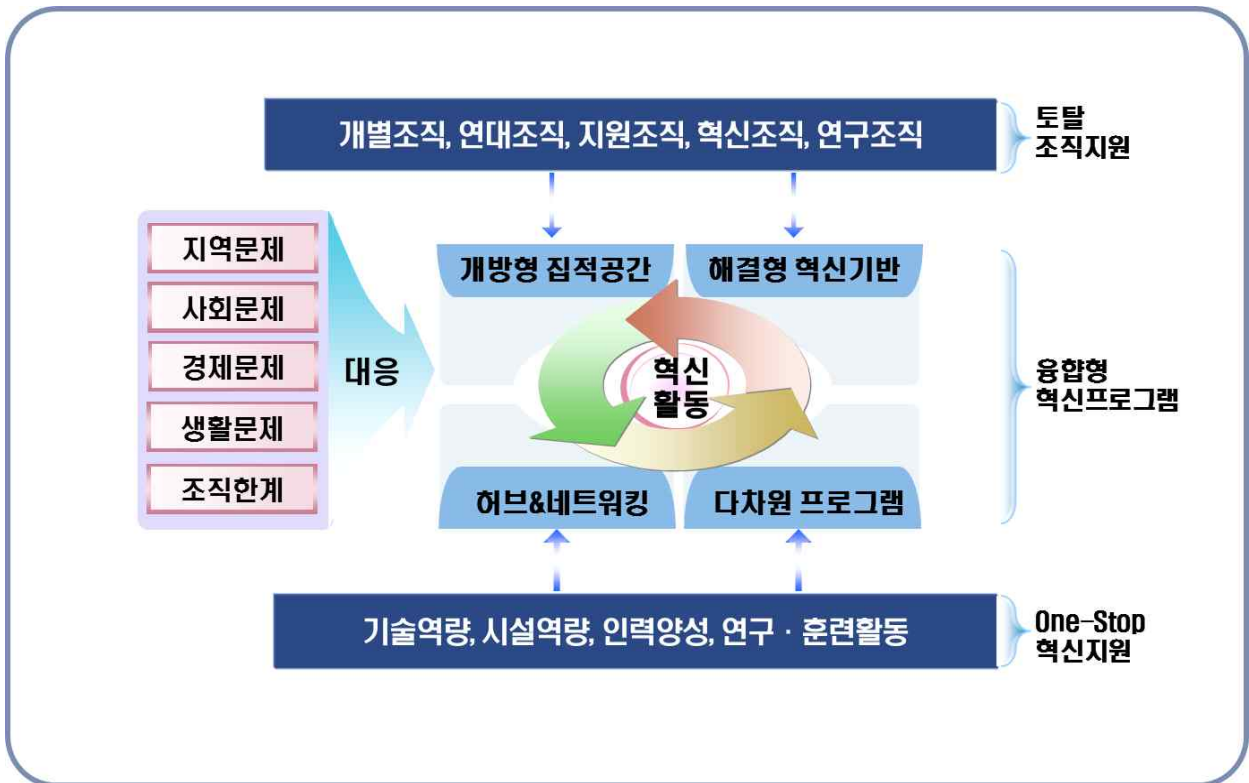 개별조직, 연대조직, 지원조직, 혁신조직, 연구조직
토탈
조직지원
지역문제
사회문제
경제문제
생활문제
조직한계
대응
개방형 집적공간
해결형 혁신기반
혁신
활동
허브&네트워킹
다차원 프로그램
융합형
혁신프로그램
기술역량, 시설역량, 인력양성, 연구 · 훈련활동
One-Stop
혁신지원